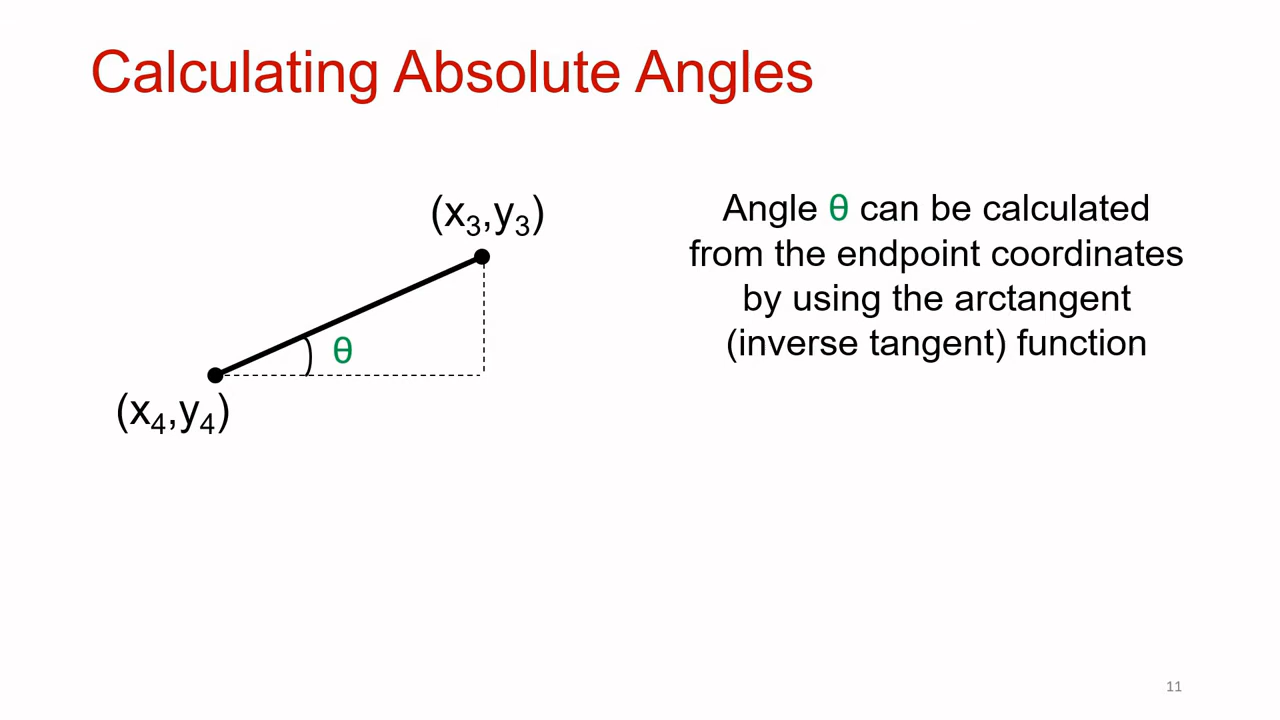 Calculating Absolute Angles
(x₃,y₃)
θ
(x₄,y₄)
Angle θ can be calculated
from the endpoint coordinates
by using the arctangent
(inverse tangent) function
11